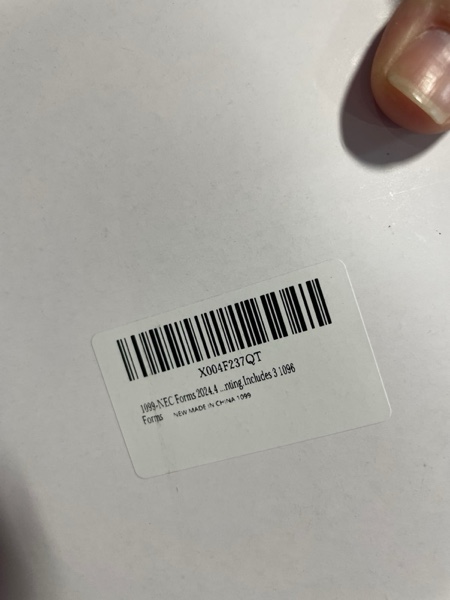 X004F237QT
1099-NEC Forms 2024,4 ...nting Includes 3 1096
Forms NEW MADE IN CHINA 1099